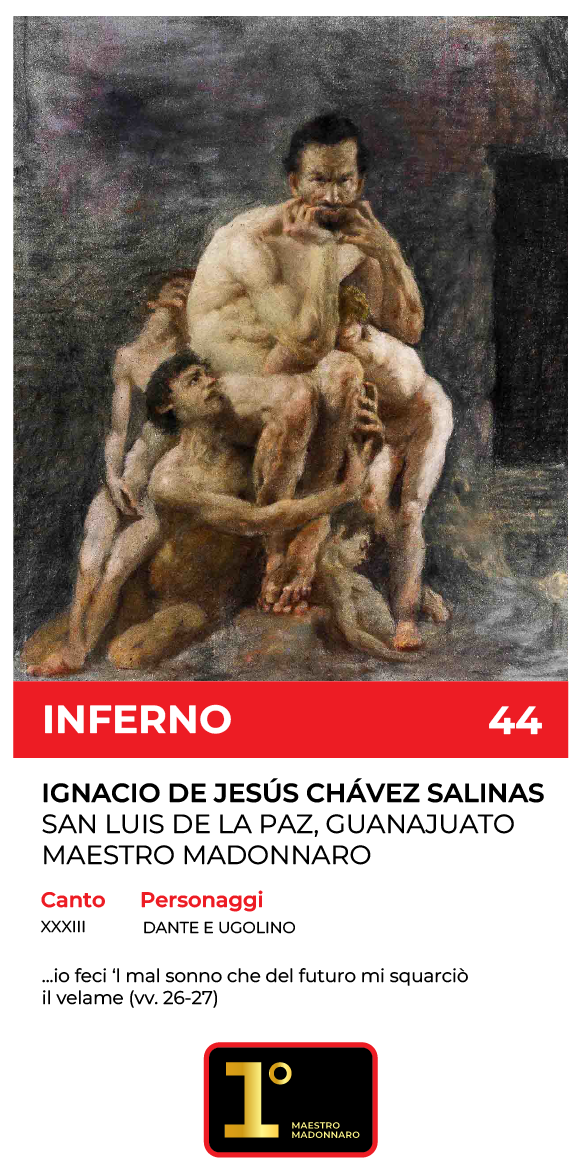 INFERNO 44
IGNACIO DE JESÚS CHÁVEZ SALINAS
SAN LUIS DE LA PAZ, GUANAJUATO
MAESTRO MADONNARO
Canto Personaggi
XXXIII DANTE E UGOLINO
...io feci ‘l mal sonno che del futuro mi squarciò
il velame (vv. 26-27)
1°
MAESTRO
MADONNARO